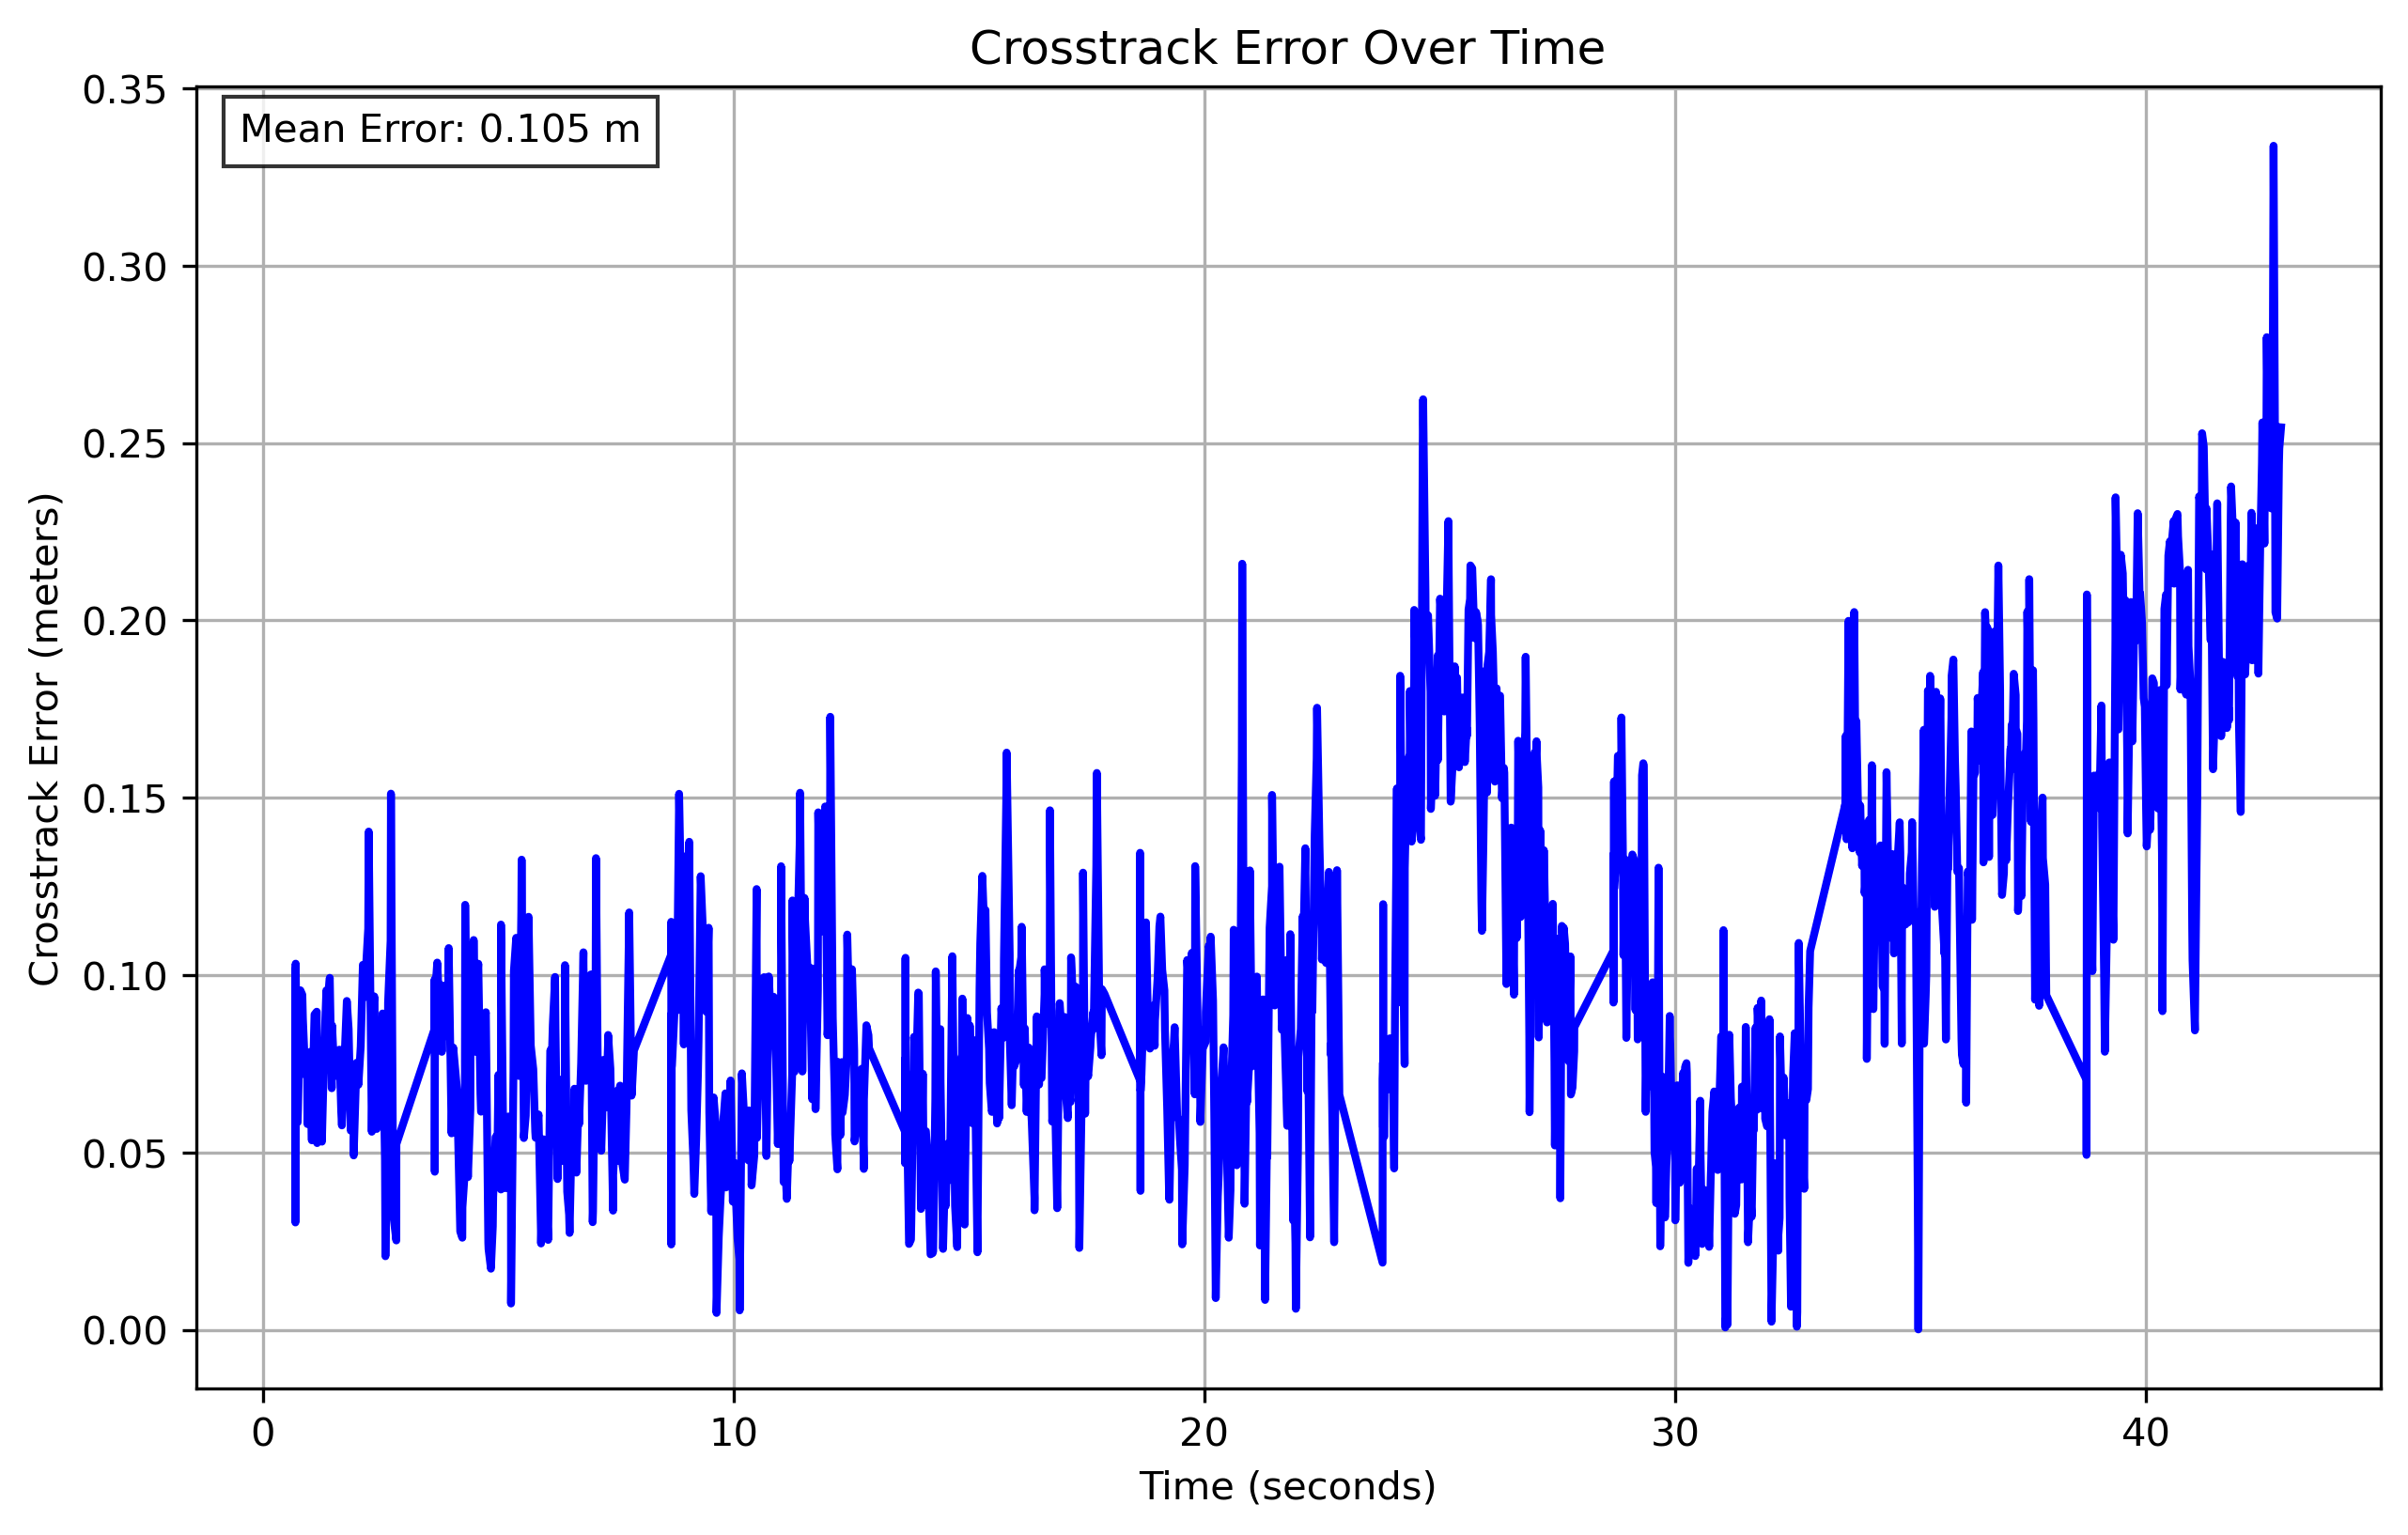 Crosstrack Error Over Time
Mean Error: 0.105 m
Crosstrack Error (meters)
0.35
0.30
0.25
0.20
0.15
0.10
0.05
0.00
0 10 20 30 40
Time (seconds)